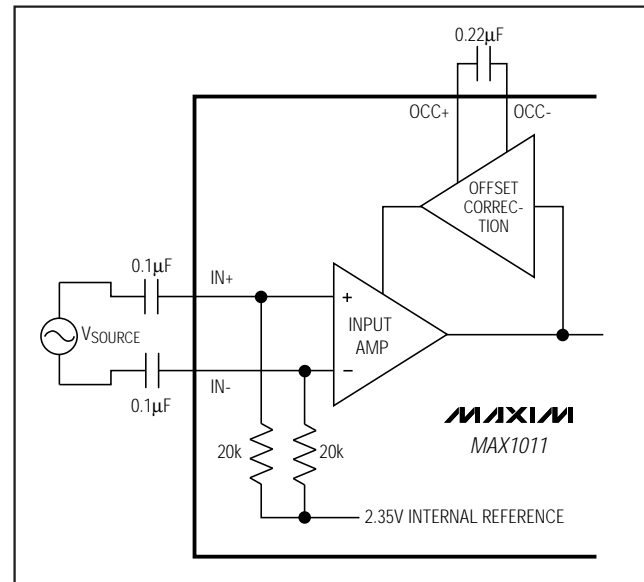 0.22µF
OCC+
OCC-
OFFSET
CORREC-
TION
0.1µF
IN+
+
INPUT
AMP
VSOURCE
−
IN-
0.1µF
MAXIM
MAX1011
20k
20k
2.35V INTERNAL REFERENCE